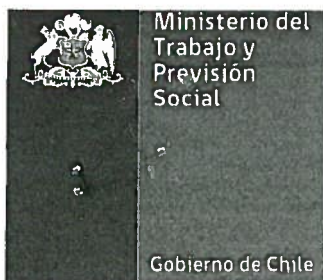 Ministerio del
Trabajo y
Previsión
Social
Gobierno de Chile